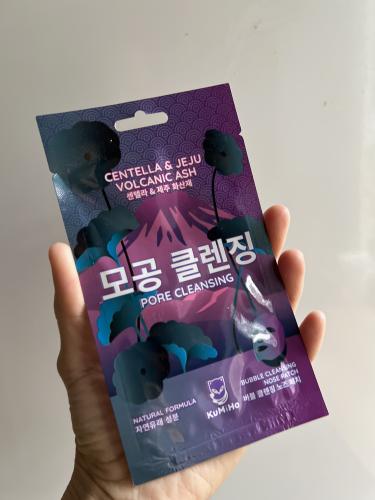 CENTELLA & JEJU
VOLCANIC ASH
센텔라 & 제주 화산재
모공 클렌징
PORE CLEANSING
NATURAL FORMULA
자연유래 성분
KuMiHo
BUBBLE CLEANSING
NOSE PATCH
버블 클렌징 노즈 패치